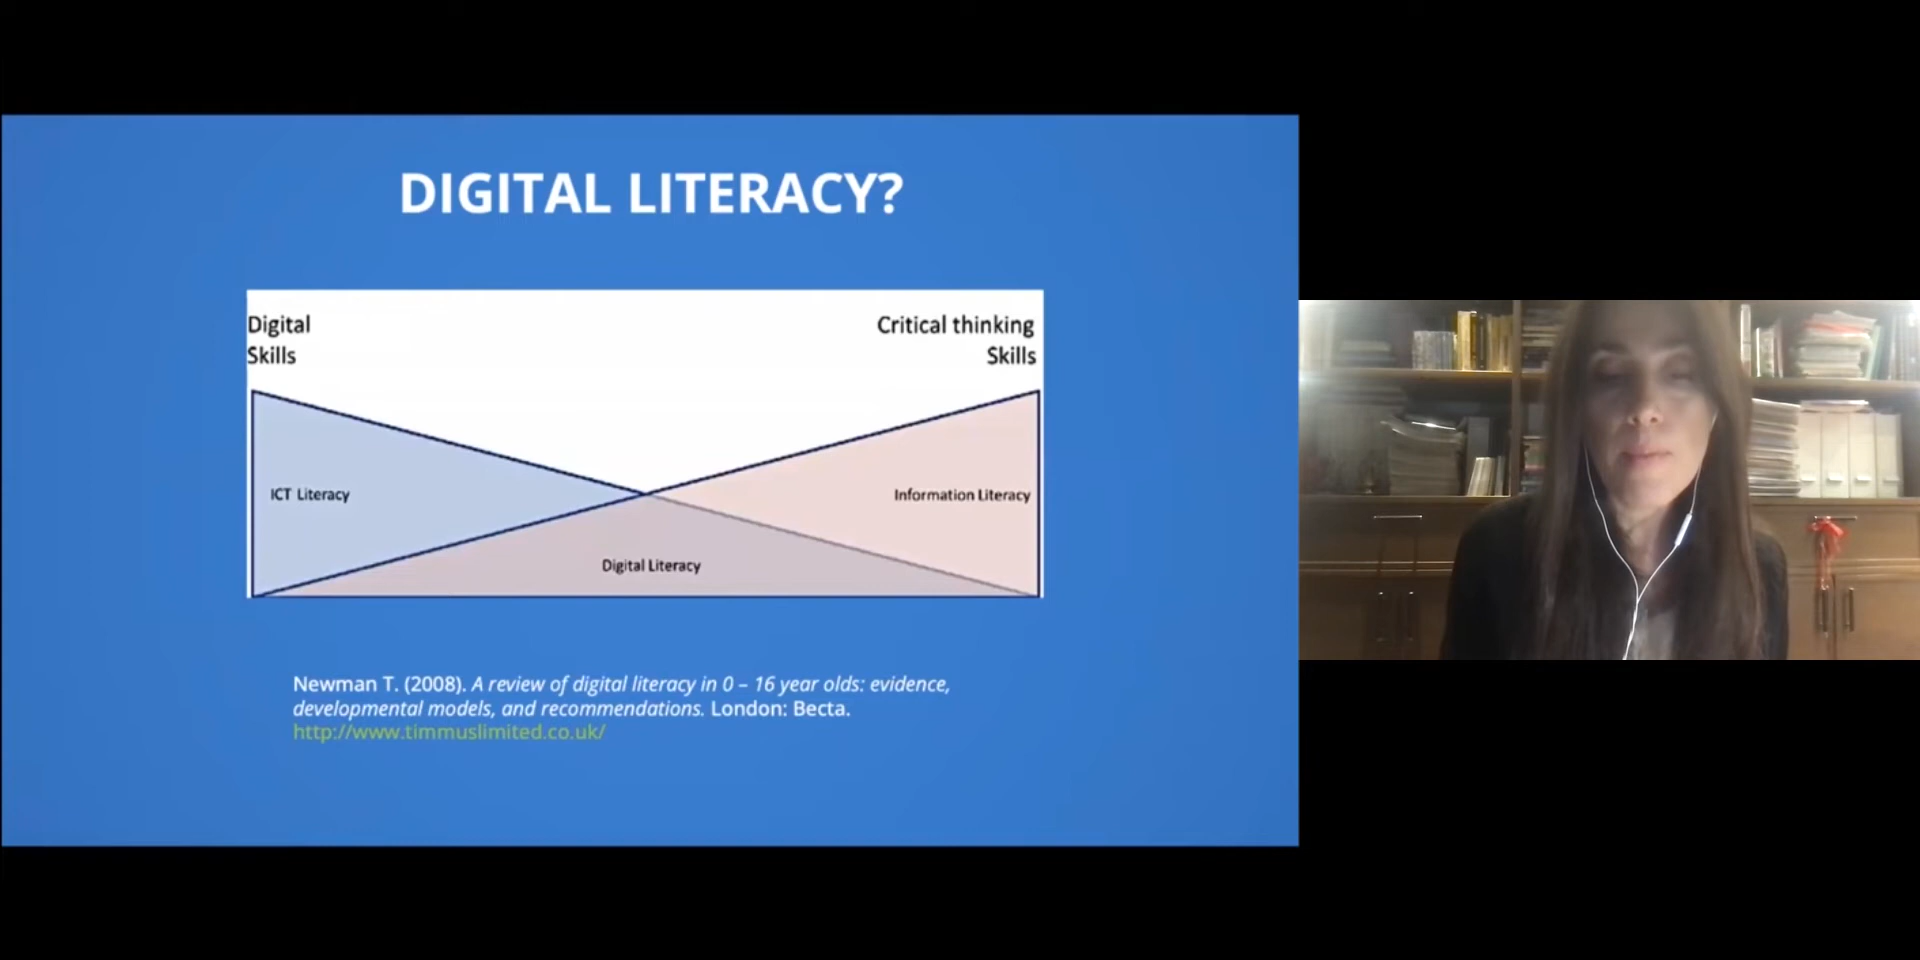 DIGITAL LITERACY?
Digital
Skills
Critical thinking
Skills
ICT Literacy
Information Literacy
Digital Literacy
Newman T. (2008). A review of digital literacy in 0 – 16 year olds: evidence,
developmental models, and recommendations. London: Becta.
http://www.timmuslimited.co.uk/